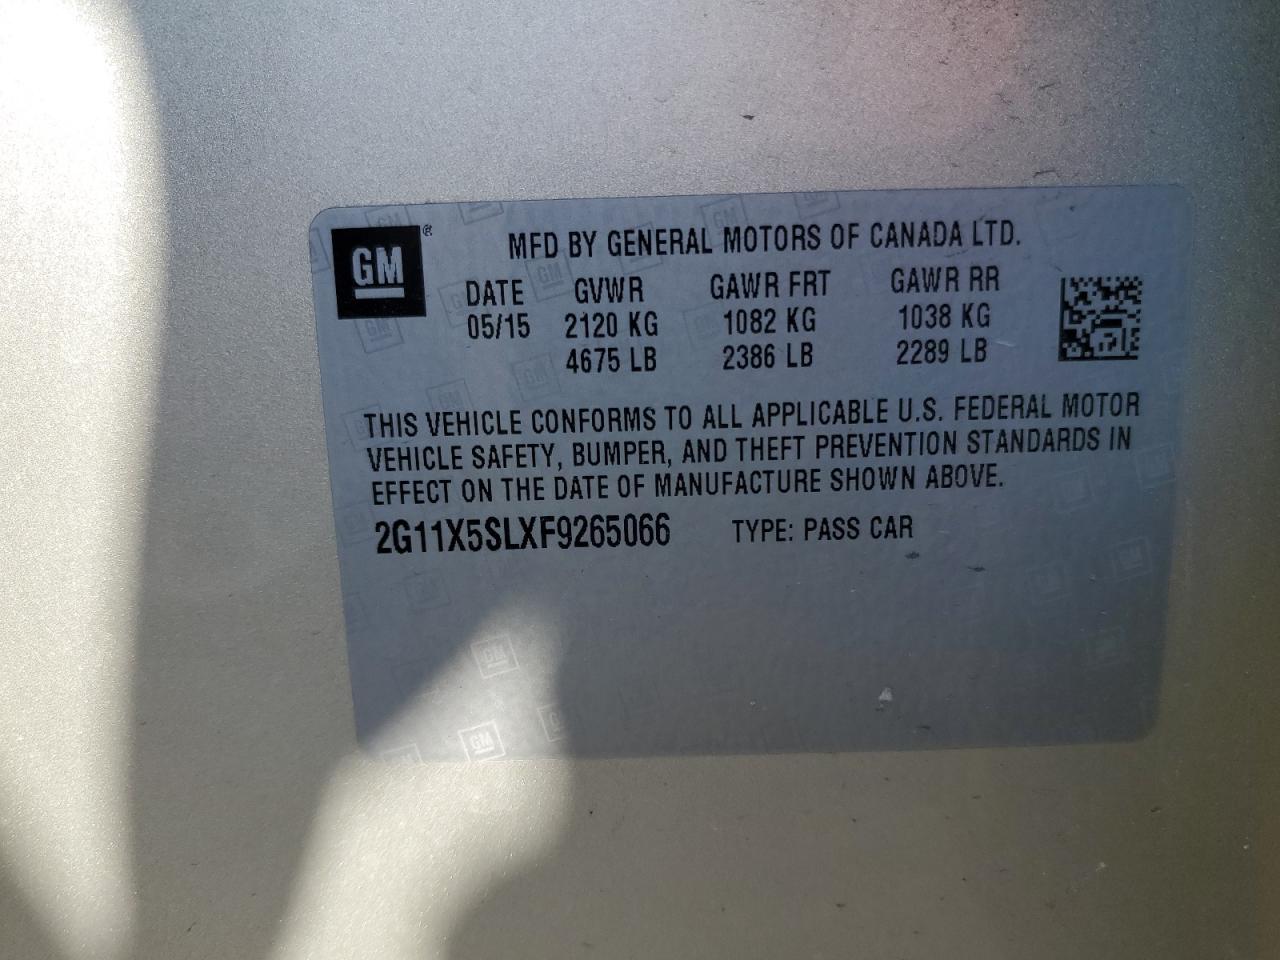 GM®
MFD BY GENERAL MOTORS OF CANADA LTD.
DATE GVWR GAWR FRT GAWR RR
05/15 2120 KG 1082 KG 1038 KG
4675 LB 2386 LB 2289 LB
THIS VEHICLE CONFORMS TO ALL APPLICABLE U.S. FEDERAL MOTOR
VEHICLE SAFETY, BUMPER, AND THEFT PREVENTION STANDARDS IN
EFFECT ON THE DATE OF MANUFACTURE SHOWN ABOVE.
2G11X5SLXF9265066 TYPE: PASS CAR